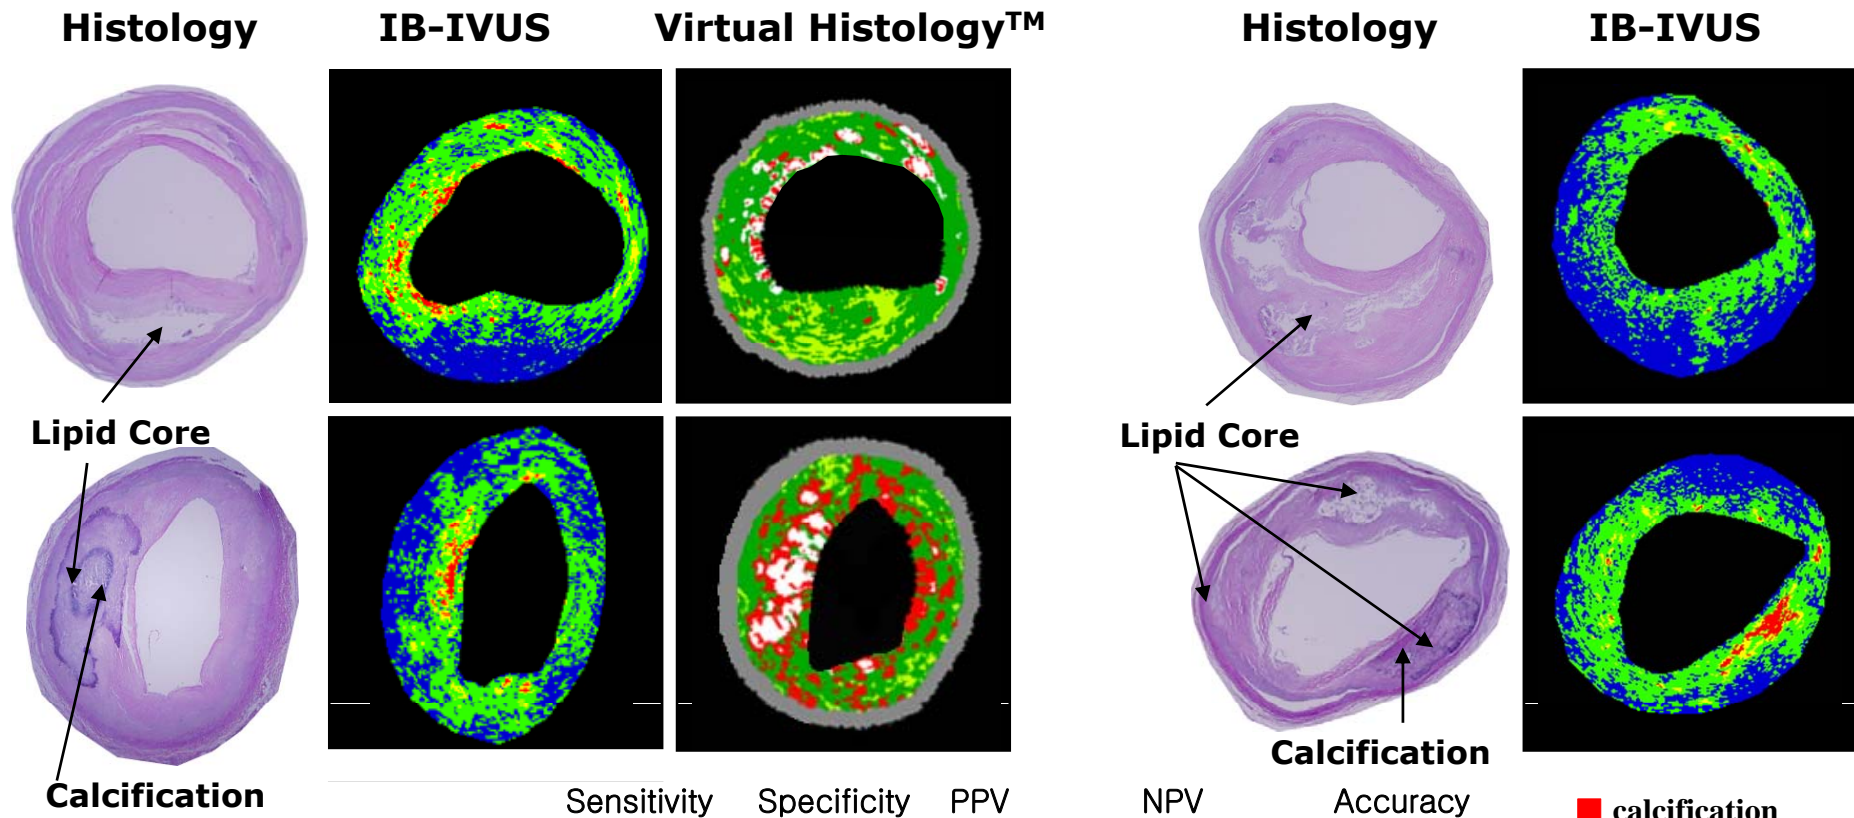 Histology IB-IVUS Virtual Histology™ Histology IB-IVUS
Lipid Core
Lipid Core
Calcification
Calcification
Sensitivity Specificity PPV NPV Accuracy
calcification